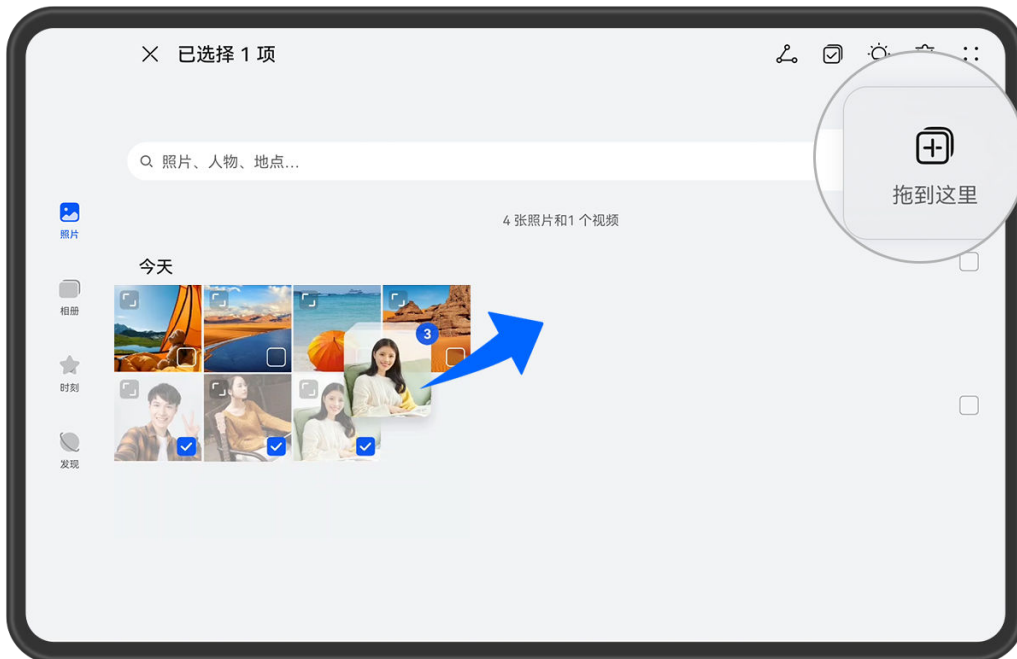 已选择 1 项
拖到这里
照片、人物、地点...
4 张照片和1 个视频
照片
今天
相册
3
时刻
发现